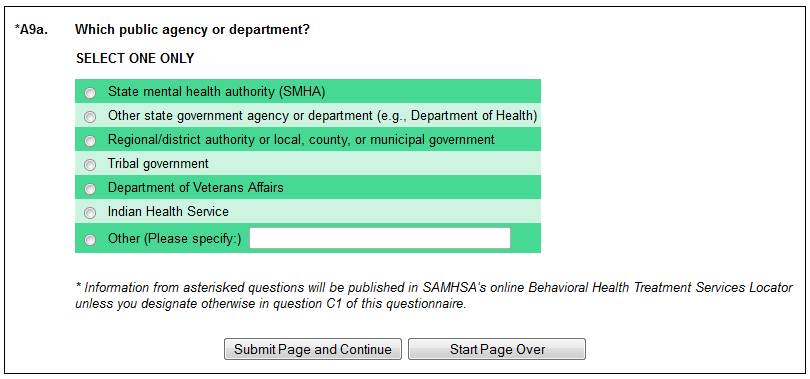 *A9a. Which public agency or department?
SELECT ONE ONLY
State mental health authority (SMHA)
Other state government agency or department (e.g., Department of Health)
Regional/district authority or local, county, or municipal government
Tribal government
Department of Veterans Affairs
Indian Health Service
Other (Please specify:)
* Information from asterisked questions will be published in SAMHSA's online Behavioral Health Treatment Services Locator
unless you designate otherwise in question C1 of this questionnaire.
Submit Page and Continue Start Page Over